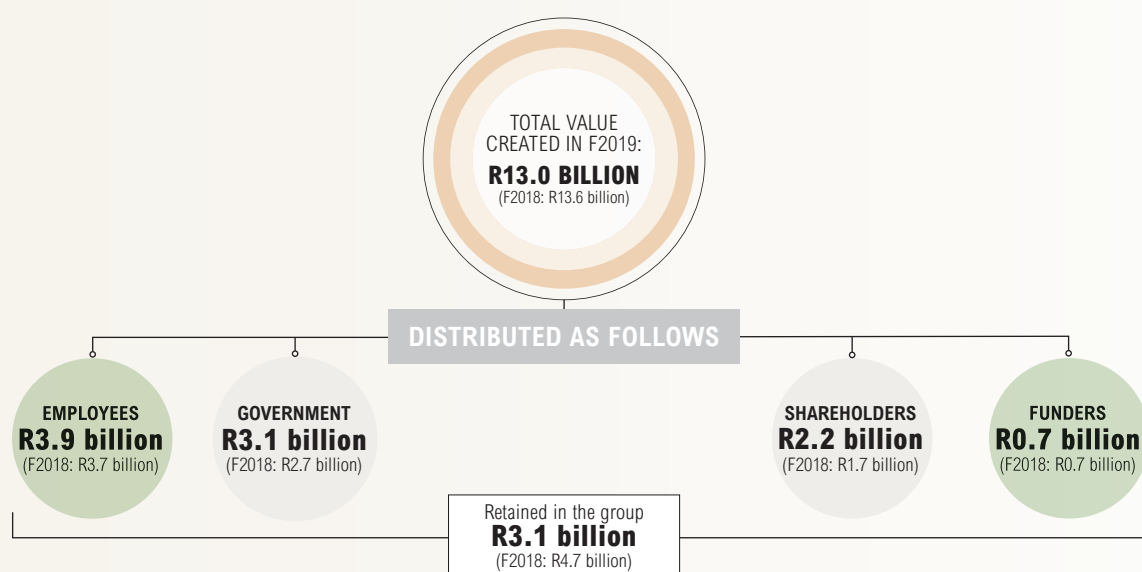 TOTAL VALUE
CREATED IN F2019:
R13.0 BILLION
(F2018: R13.6 billion)
DISTRIBUTED AS FOLLOWS
EMPLOYEES
R3.9 billion
(F2018: R3.7 billion)
GOVERNMENT
R3.1 billion
(F2018: R2.7 billion)
SHAREHOLDERS
R2.2 billion
(F2018: R1.7 billion)
FUNDERS
R0.7 billion
(F2018: R0.7 billion)
Retained in the group
R3.1 billion
(F2018: R4.7 billion)